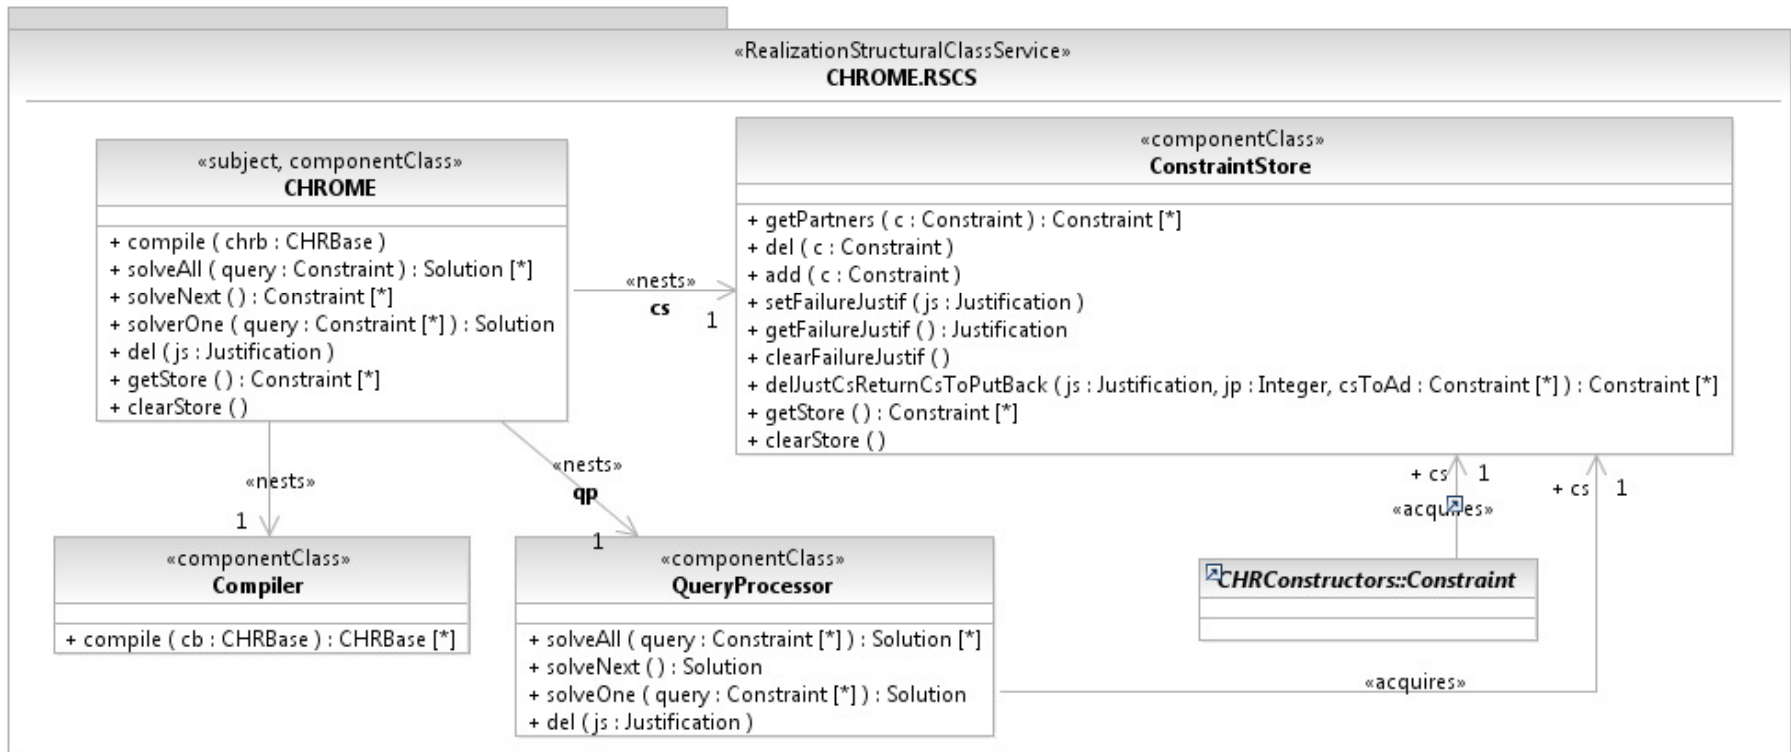 «RealizationStructuralClassService»
CHROME.RSCS
«subject, componentClass»
CHROME
+ compile ( chrb : CHRBase )
+ solveAll ( query : Constraint ) : Solution [*]
+ solveNext ( ) : Constraint [*]
+ solverOne ( query : Constraint [*] ) : Solution
+ del ( js : Justification )
+ getStore ( ) : Constraint [*]
+ clearStore ( )
«nests»
cs
1
«componentClass»
ConstraintStore
+ getPartners ( c : Constraint ) : Constraint [*]
+ del ( c : Constraint )
+ add ( c : Constraint )
+ setFailureJustif ( js : Justification )
+ getFailureJustif ( ) : Justification
+ clearFailureJustif ( )
+ delJustCsReturnCsToPutBack ( js : Justification, jp : Integer, csToAd : Constraint [*] ) : Constraint [*]
+ getStore ( ) : Constraint [*]
+ clearStore ( )
«nests»
1
«nests»
qp
1
+ cs
1
«acquires»
+ cs
1
«componentClass»
Compiler
+ compile ( cb : CHRBase ) : CHRBase [*]
«componentClass»
QueryProcessor
+ solveAll ( query : Constraint [*] ) : Solution [*]
+ solveNext ( ) : Solution
+ solveOne ( query : Constraint [*] ) : Solution
+ del ( js : Justification )
CHRConstructors::Constraint
«acquires»